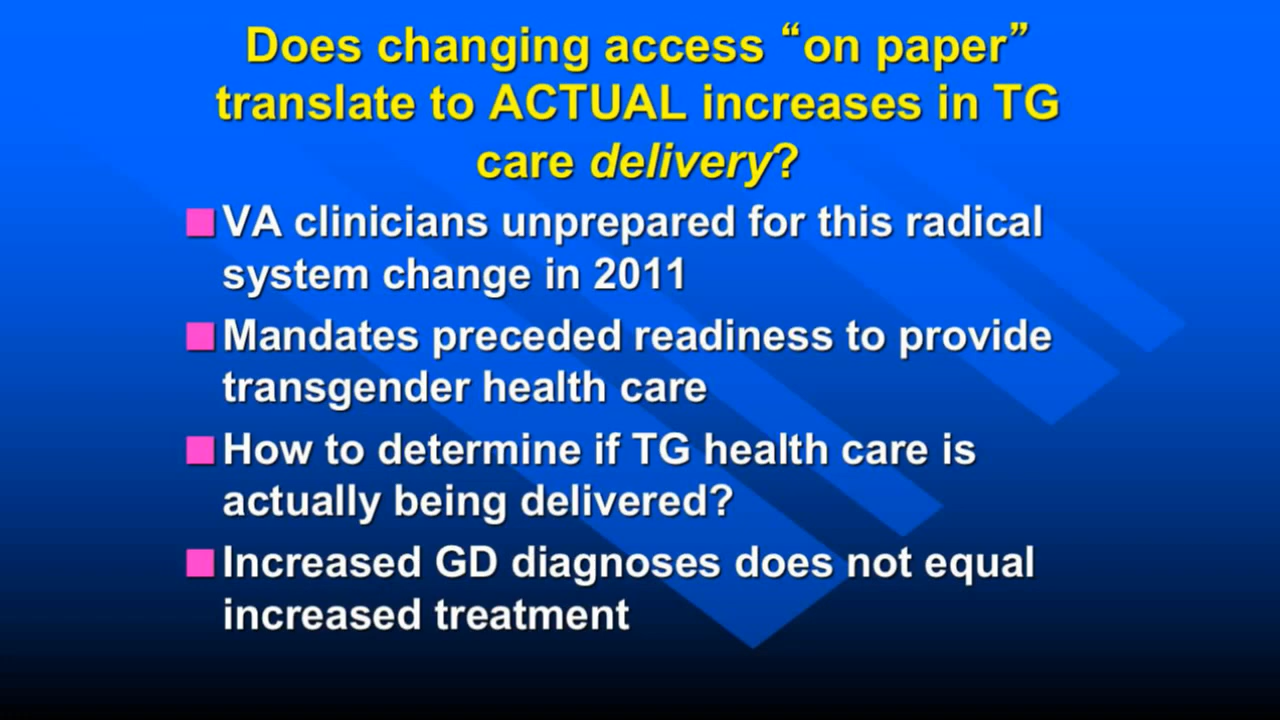 Does changing access “on paper”
translate to ACTUAL increases in TG
care delivery?
VA clinicians unprepared for this radical
system change in 2011
Mandates preceded readiness to provide
transgender health care
How to determine if TG health care is
actually being delivered?
Increased GD diagnoses does not equal
increased treatment